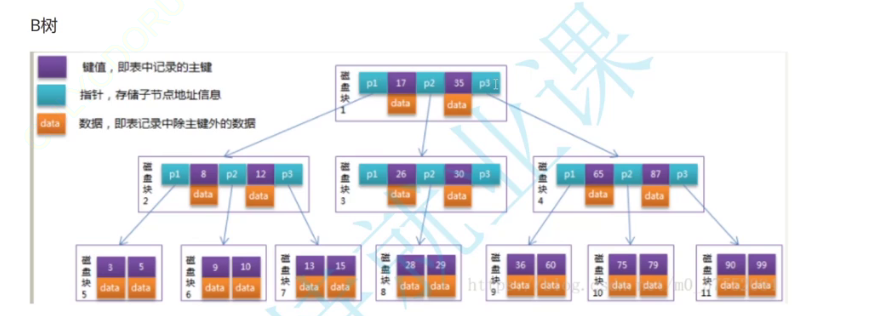 B树
键值，即表中记录的主键
指针，存储子节点地址信息
data 数据，即表记录中除主键外的数据
磁盘块1 p1 17 p2 35 p3
data data
磁盘块2 p1 8 p2 12 p3
data data
磁盘块3 p1 26 p2 30 p3
data data
磁盘块4 p1 65 p2 87 p3
data data
磁盘块5 3 5
data data
磁盘块6 9 10
data data
磁盘块7 13 15
data data
磁盘块8 28 29
data data
磁盘块9 36 60
data data
磁盘块10 75 79
data data
磁盘块11 90 99
data data
就业课